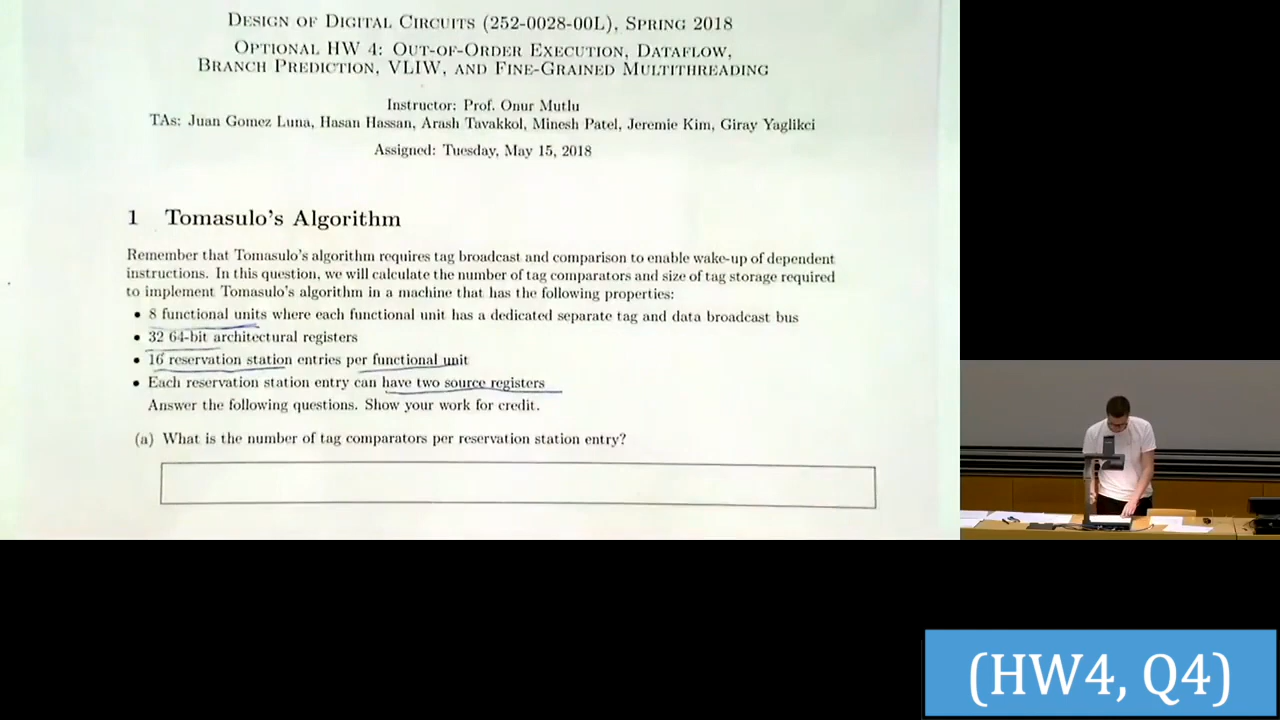 DESIGN OF DIGITAL CIRCUITS (252-0028-00L), SPRING 2018
OPTIONAL HW 4: OUT-OF-ORDER EXECUTION, DATAFLOW,
BRANCH PREDICTION, VLIW, AND FINE-GRAINED MULTITHREADING
Instructor: Prof. Onur Mutlu
TAs: Juan Gomez Luna, Hasan Hassan, Arash Tavakkol, Minesh Patel, Jeremie Kim, Giray Yaglikci
Assigned: Tuesday, May 15, 2018
1 Tomasulo's Algorithm
Remember that Tomasulo's algorithm requires tag broadcast and comparison to enable wake-up of dependent
instructions. In this question, we will calculate the number of tag comparators and size of tag storage required
to implement Tomasulo's algorithm in a machine that has the following properties:
• 8 functional units where each functional unit has a dedicated separate tag and data broadcast bus
• 32 64-bit architectural registers
• 16 reservation station entries per functional unit
• Each reservation station entry can have two source registers
Answer the following questions. Show your work for credit.
(a) What is the number of tag comparators per reservation station entry?
(HW4, Q4)